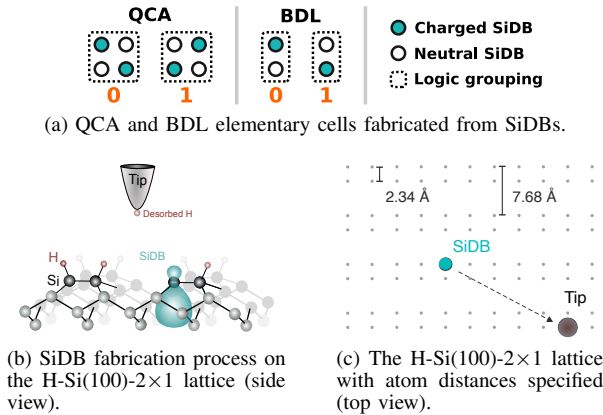 QCA
BDL
0
1
0
1
Charged SiDB
Neutral SiDB
Logic grouping
(a) QCA and BDL elementary cells fabricated from SiDBs.
Tip
Desorbed H
H
SiDB
Si
(b) SiDB fabrication process on
the H-Si(100)-2×1 lattice (side
view).
2.34 Å
7.68 Å
SiDB
Tip
(c) The H-Si(100)-2×1 lattice
with atom distances specified
(top view).